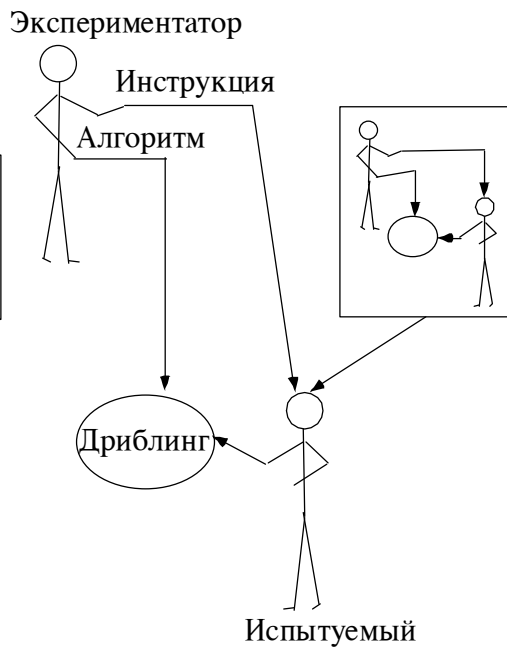 Экспериментатор
Инструкция
Алгоритм
Дриблинг
Испытуемый